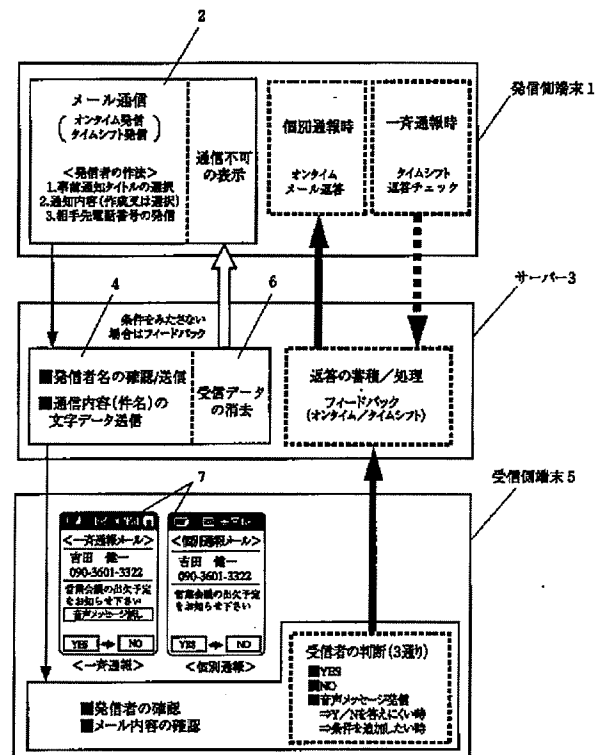 2
発信側端末1
メール通信
(オンタイム発信
タイムシフト発信)
<発信者の作法>
1.事前通知タイトルの選択
2.通知内容(作成又は選択)
3.相手先電話番号の発信
通信不可
の表示
個別通報時
オンタイム
メール返答
一斉通報時
タイムシフト
返答チェック
サーバー3
4
6
条件をみたさない
場合はフィードバック
■発信者名の確認/送信
■通信内容(件名)の
文字データ送信
受信データ
の消去
返答の蓄積/処理
フィードバック
(オンタイム/タイムシフト)
受信側端末5
7
<一斉通報メール>
吉田 健一
090-3601-3322
営業会議の出欠予定
をお知らせ下さい
音声メッセージ無し
YES
NO
<一斉通報>
<個別通報メール>
吉田 健一
090-3601-3322
営業会議の出欠予定
をお知らせ下さい
YES
NO
<個別通報>
■発信者の確認
■メール内容の確認
受信者の判断(3通り)
■YES
■NO
■音声メッセージ発信
⇒Y/Nを答えにくい時
⇒条件を追加したい時